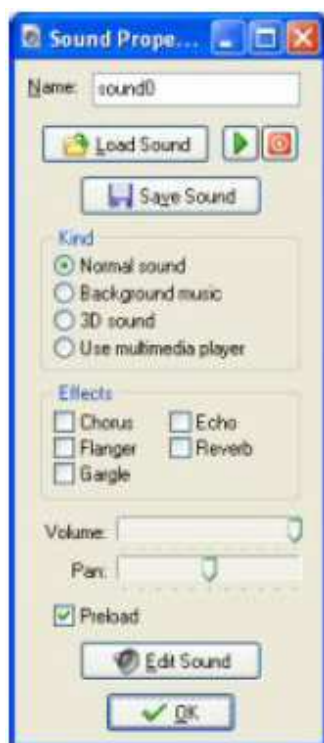 Sound Prope...
Name: sound0
Load Sound
Save Sound
Kind
Normal sound
Background music
3D sound
Use multimedia player
Effects
Chorus Echo
Flanger Reverb
Gargle
Volume:
Pan:
Preload
Edit Sound
OK